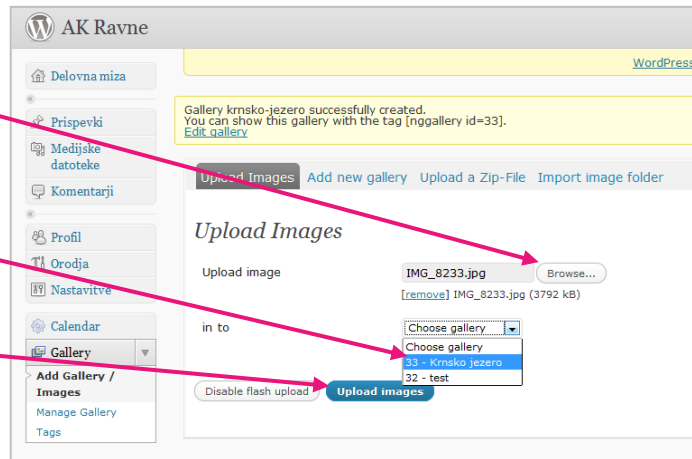 AK Ravne
WordPress
Delovna miza
Prispevki
Medijske
datoteke
Komentarji
Profil
Orodja
Nastavitve
Calendar
Gallery
Add Gallery /
Images
Manage Gallery
Tags
Gallery krnsko-jezero successfully created.
You can show this gallery with the tag [nggallery id=33].
Edit gallery
Upload Images Add new gallery Upload a Zip-File Import image folder
Upload Images
Upload image IMG_8233.jpg Browse...
[remove] IMG_8233.jpg (3792 kB)
in to Choose gallery
Choose gallery
33 - Krnsko jezero
32 - test
Disable flash upload Upload images